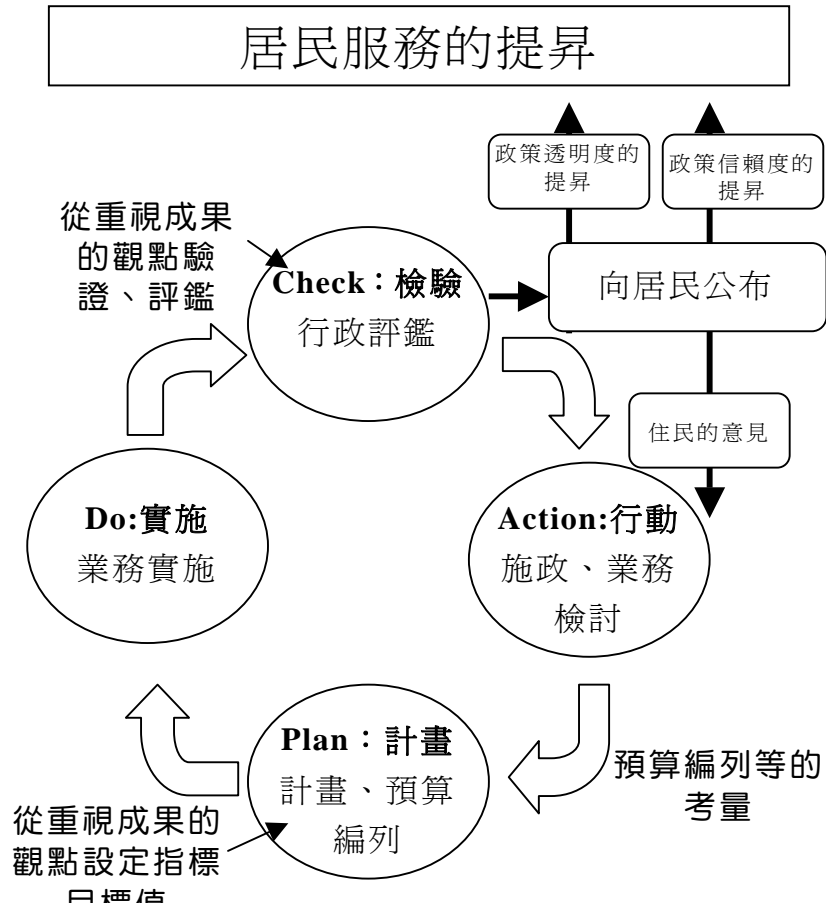 居民服務的提昇
政策透明度的
提昇
政策信賴度的
提昇
從重視成果
的觀點驗
證、評鑑
Check：檢驗
行政評鑑
向居民公布
住民的意見
Do:實施
業務實施
Action:行動
施政、業務
檢討
Plan：計畫
計畫、預算
編列
預算編列等的
考量
從重視成果的
觀點設定指標
目標值